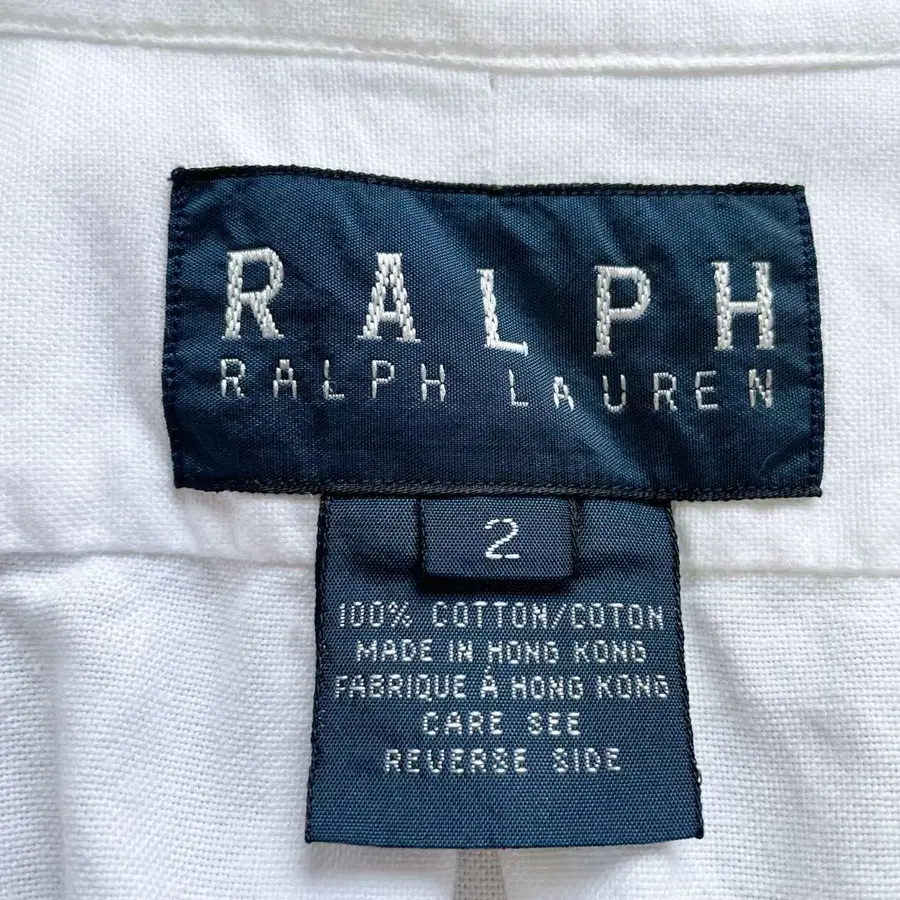 RALPH
RALPH LAUREN
2
100% COTTON/COTON
MADE IN HONG KONG
FABRIQUE À HONG KONG
CARE SEE
REVERSE SIDE